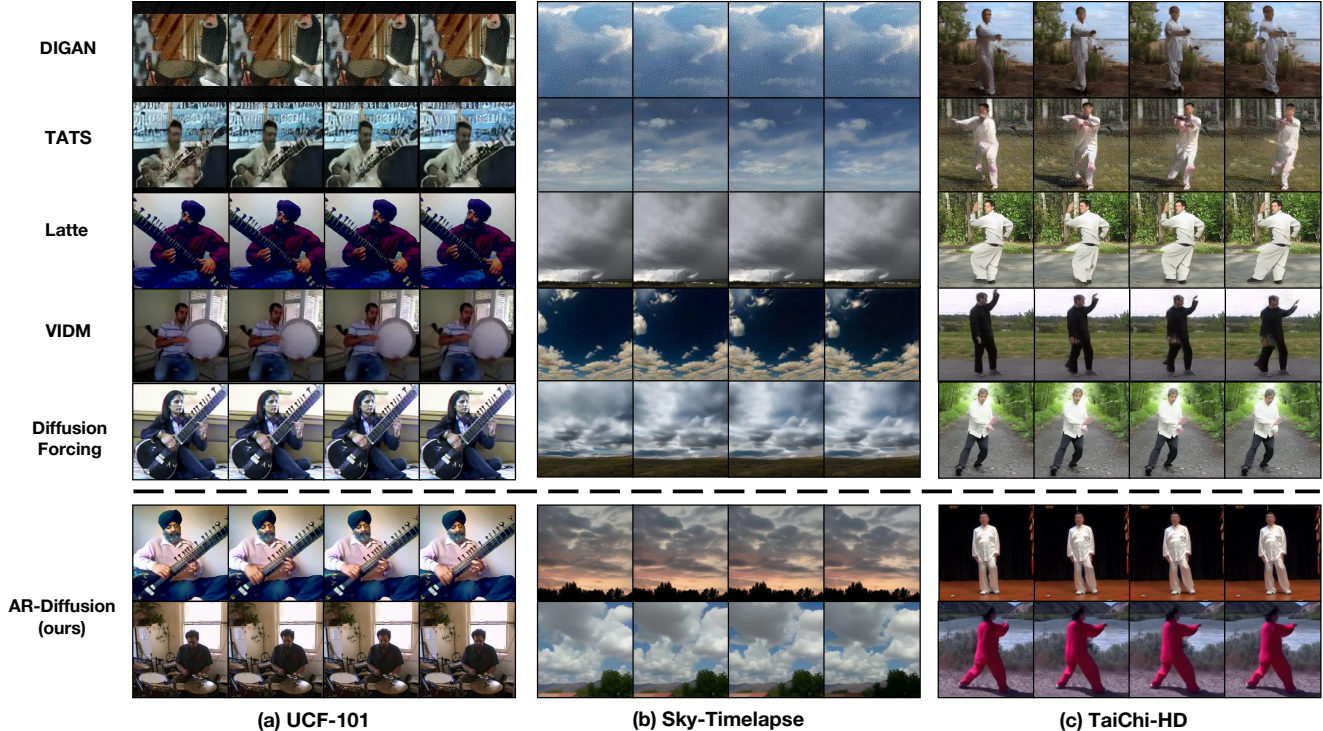 DIGAN
TATS
Latte
VIDM
Diffusion
Forcing
AR-Diffusion
(ours)
(a) UCF-101
(b) Sky-Timelapse
(c) TaiChi-HD